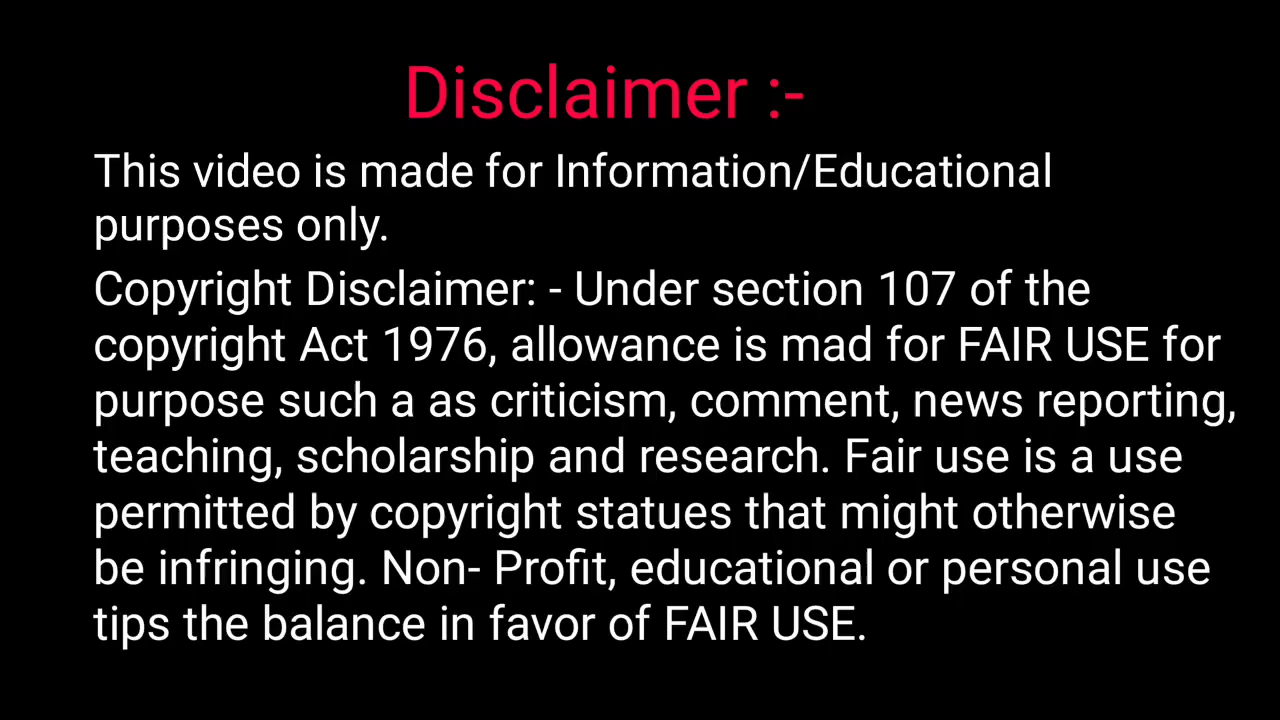 Disclaimer :-
This video is made for Information/Educational
purposes only.
Copyright Disclaimer: - Under section 107 of the
copyright Act 1976, allowance is mad for FAIR USE for
purpose such a as criticism, comment, news reporting,
teaching, scholarship and research. Fair use is a use
permitted by copyright statues that might otherwise
be infringing. Non- Profit, educational or personal use
tips the balance in favor of FAIR USE.